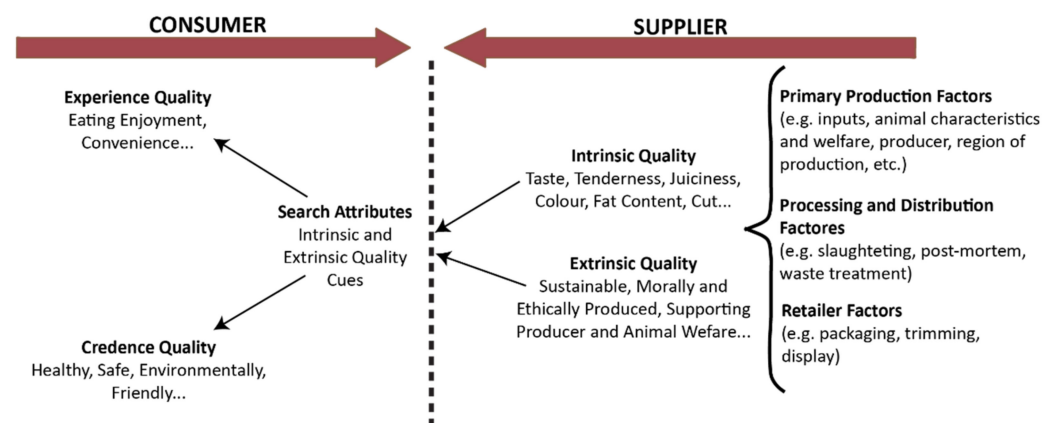 CONSUMER
SUPPLIER
Experience Quality
Eating Enjoyment,
Convenience...
Search Attributes
Intrinsic and
Extrinsic Quality
Cues
Credence Quality
Healthy, Safe, Environmentally,
Friendly...
Intrinsic Quality
Taste, Tenderness, Juiciness,
Colour, Fat Content, Cut...
Extrinsic Quality
Sustainable, Morally and
Ethically Produced, Supporting
Producer and Animal Wefare...
Primary Production Factors
(e.g. inputs, animal characteristics
and welfare, producer, region of
production, etc.)
Processing and Distribution
Factores
(e.g. slaughteting, post-mortem,
waste treatment)
Retailer Factors
(e.g. packaging, trimming,
display)